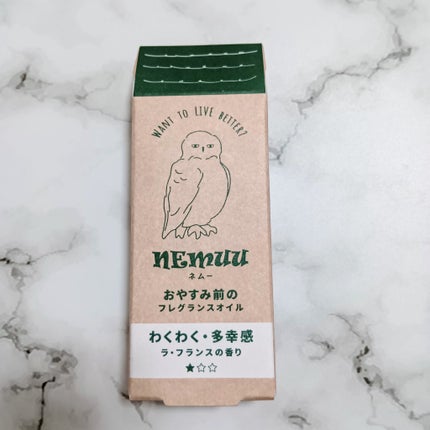 WANT TO LIVE BETTER?
NEMUU
ネムー
おやすみ前の
フレグランスオイル
わくわく・多幸感
ラ・フランスの香り
★☆☆